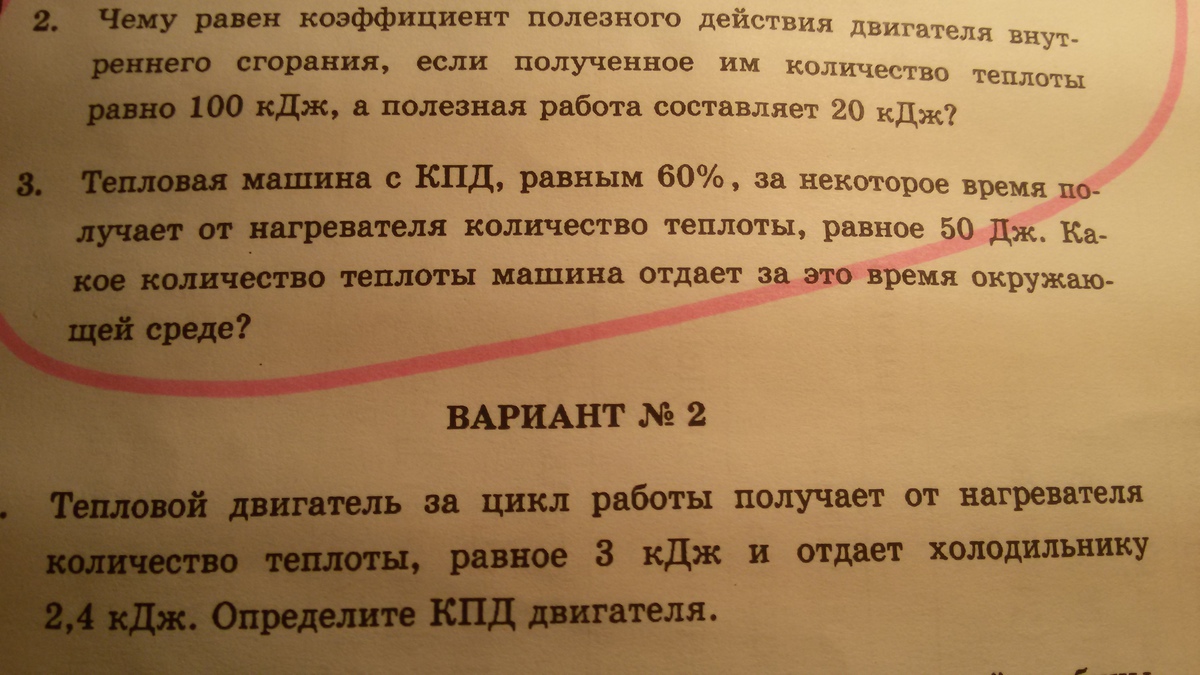 2. Чему равен коэффициент полезного действия двигателя внут-
реннего сгорания, если полученное им количество теплоты
равно 100 кДж, а полезная работа составляет 20 кДж?
3. Тепловая машина с КПД, равным 60%, за некоторое время по-
лучает от нагревателя количество теплоты, равное 50 Дж. Ка-
кое количество теплоты машина отдает за это время окружаю-
щей среде?
ВАРИАНТ № 2
. Тепловой двигатель за цикл работы получает от нагревателя
количество теплоты, равное 3 кДж и отдает холодильнику
2,4 кДж. Определите КПД двигателя.